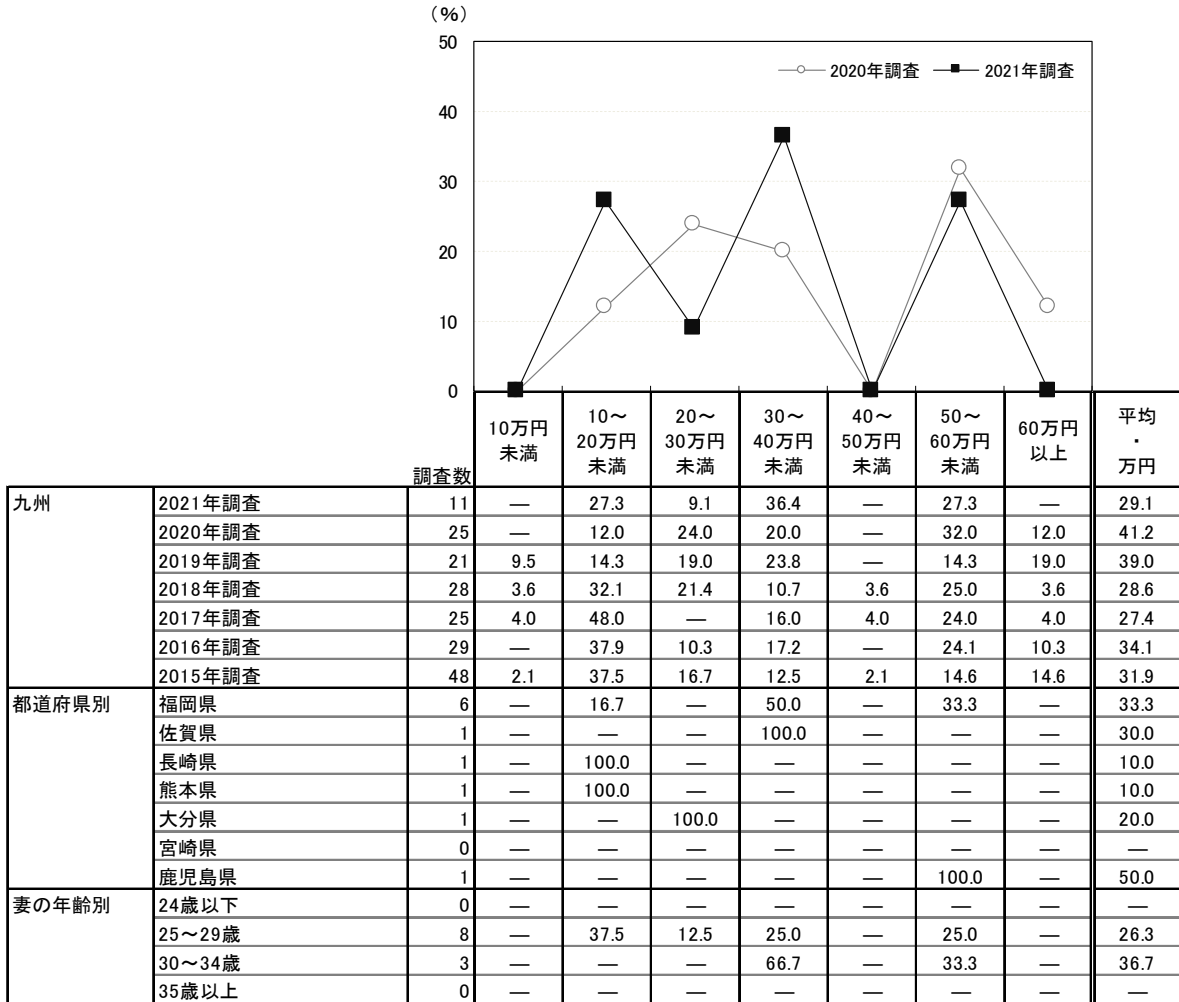 (%)
50
40
30
20
10
0
2020年調査 2021年調査
調査数 10万円未満 10～20万円未満 20～30万円未満 30～40万円未満 40～50万円未満 50～60万円未満 60万円以上 平均・万円
九州 2021年調査 11 — 27.3 9.1 36.4 — 27.3 — 29.1
2020年調査 25 — 12.0 24.0 20.0 — 32.0 12.0 41.2
2019年調査 21 9.5 14.3 19.0 23.8 — 14.3 19.0 39.0
2018年調査 28 3.6 32.1 21.4 10.7 3.6 25.0 3.6 28.6
2017年調査 25 4.0 48.0 — 16.0 4.0 24.0 4.0 27.4
2016年調査 29 — 37.9 10.3 17.2 — 24.1 10.3 34.1
2015年調査 48 2.1 37.5 16.7 12.5 2.1 14.6 14.6 31.9
都道府県別 福岡県 6 — 16.7 — 50.0 — 33.3 — 33.3
佐賀県 1 — — — 100.0 — — — 30.0
長崎県 1 — 100.0 — — — — — 10.0
熊本県 1 — 100.0 — — — — — 10.0
大分県 1 — — 100.0 — — — — 20.0
宮崎県 0 — — — — — — — —
鹿児島県 1 — — — — — 100.0 — 50.0
妻の年齢別 24歳以下 0 — — — — — — — —
25～29歳 8 — 37.5 12.5 25.0 — 25.0 — 26.3
30～34歳 3 — — — 66.7 — 33.3 — 36.7
35歳以上 0 — — — — — — — —